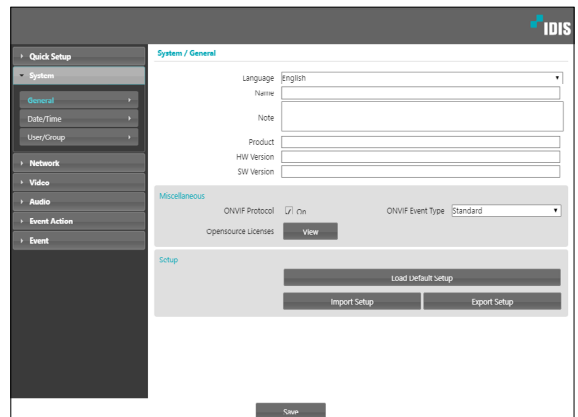 IDIS
Quick Setup
System
General
Date/Time
User/Group
Network
Video
Audio
Event Action
Event
System / General
Language English
Name
Note
Product
HW Version
SW Version
Miscellaneous
ONVIF Protocol On ONVIF Event Type Standard
Opensource Licenses View
Setup
Load Default Setup
Import Setup Export Setup
Save